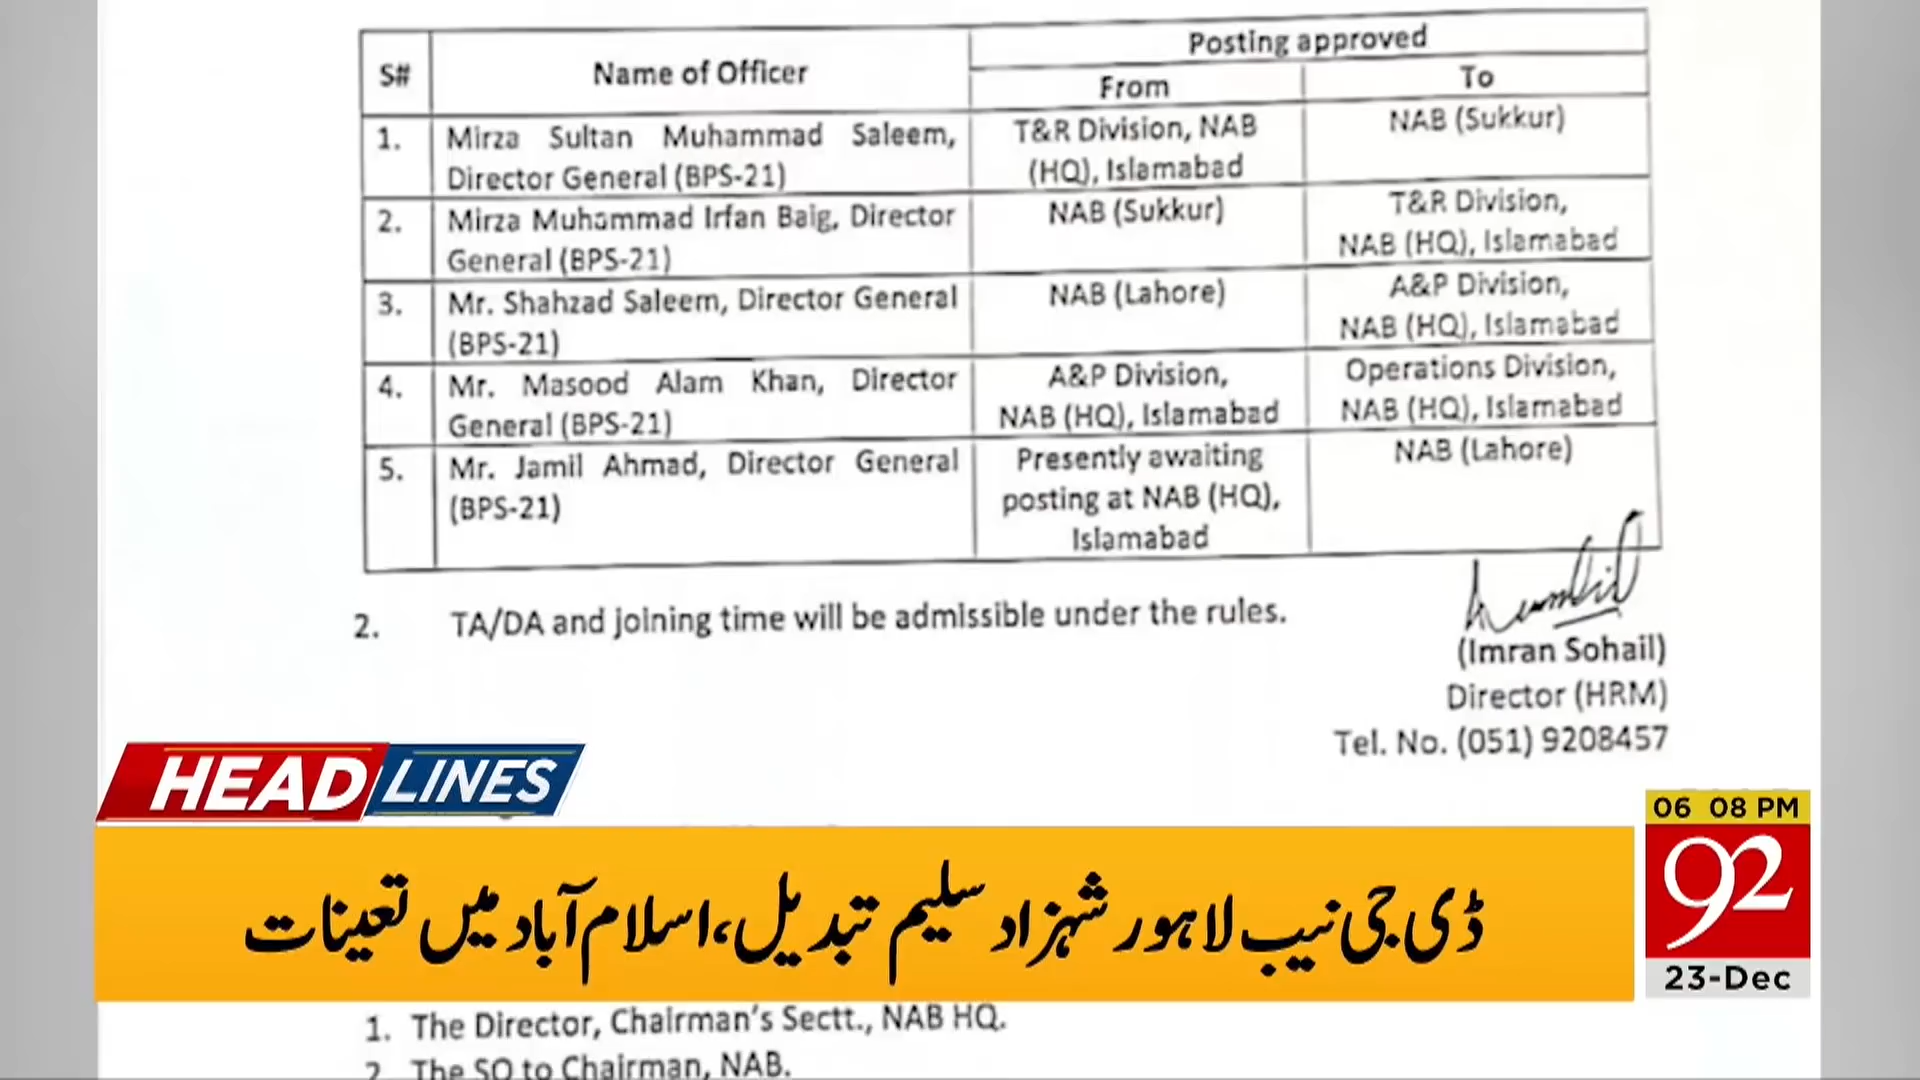 S# Name of Officer Posting approved
From To
1. Mirza Sultan Muhammad Saleem, Director General (BPS-21) T&R Division, NAB (HQ), Islamabad NAB (Sukkur)
2. Mirza Muhammad Irfan Baig, Director General (BPS-21) NAB (Sukkur) T&R Division, NAB (HQ), Islamabad
3. Mr. Shahzad Saleem, Director General (BPS-21) NAB (Lahore) A&P Division, NAB (HQ), Islamabad
4. Mr. Masood Alam Khan, Director General (BPS-21) A&P Division, NAB (HQ), Islamabad Operations Division, NAB (HQ), Islamabad
5. Mr. Jamil Ahmad, Director General (BPS-21) Presently awaiting posting at NAB (HQ), Islamabad NAB (Lahore)
2. TA/DA and joining time will be admissible under the rules.
(Imran Sohail)
Director (HRM)
Tel. No. (051) 9208457
HEADLINES
06 08 PM
92
23-Dec
ڈی جی نیب لاہور شہزاد سلیم تبدیل، اسلام آباد میں تعینات
1. The Director, Chairman's Sectt., NAB HQ.
2 The SO to Chairman, NAB.